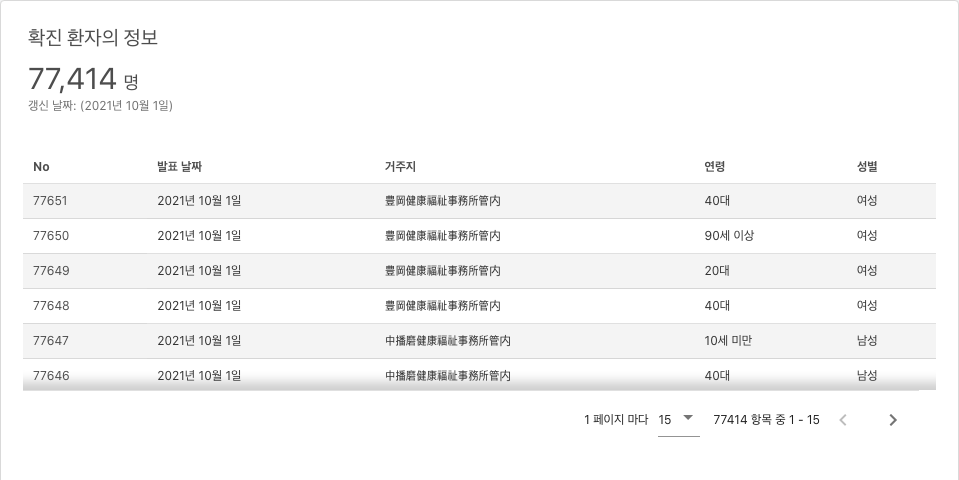 확진 환자의 정보
77,414 명
갱신 날짜: (2021년 10월 1일)
No 발표 날짜 거주지 연령 성별
77651 2021년 10월 1일 豊岡健康福祉事務所管内 40대 여성
77650 2021년 10월 1일 豊岡健康福祉事務所管内 90세 이상 여성
77649 2021년 10월 1일 豊岡健康福祉事務所管内 20대 여성
77648 2021년 10월 1일 豊岡健康福祉事務所管内 40대 여성
77647 2021년 10월 1일 中播磨健康福祉事務所管内 10세 미만 남성
77646 2021년 10월 1일 中播磨健康福祉事務所管内 40대 남성
1 페이지 마다 15 77414 항목 중 1 - 15